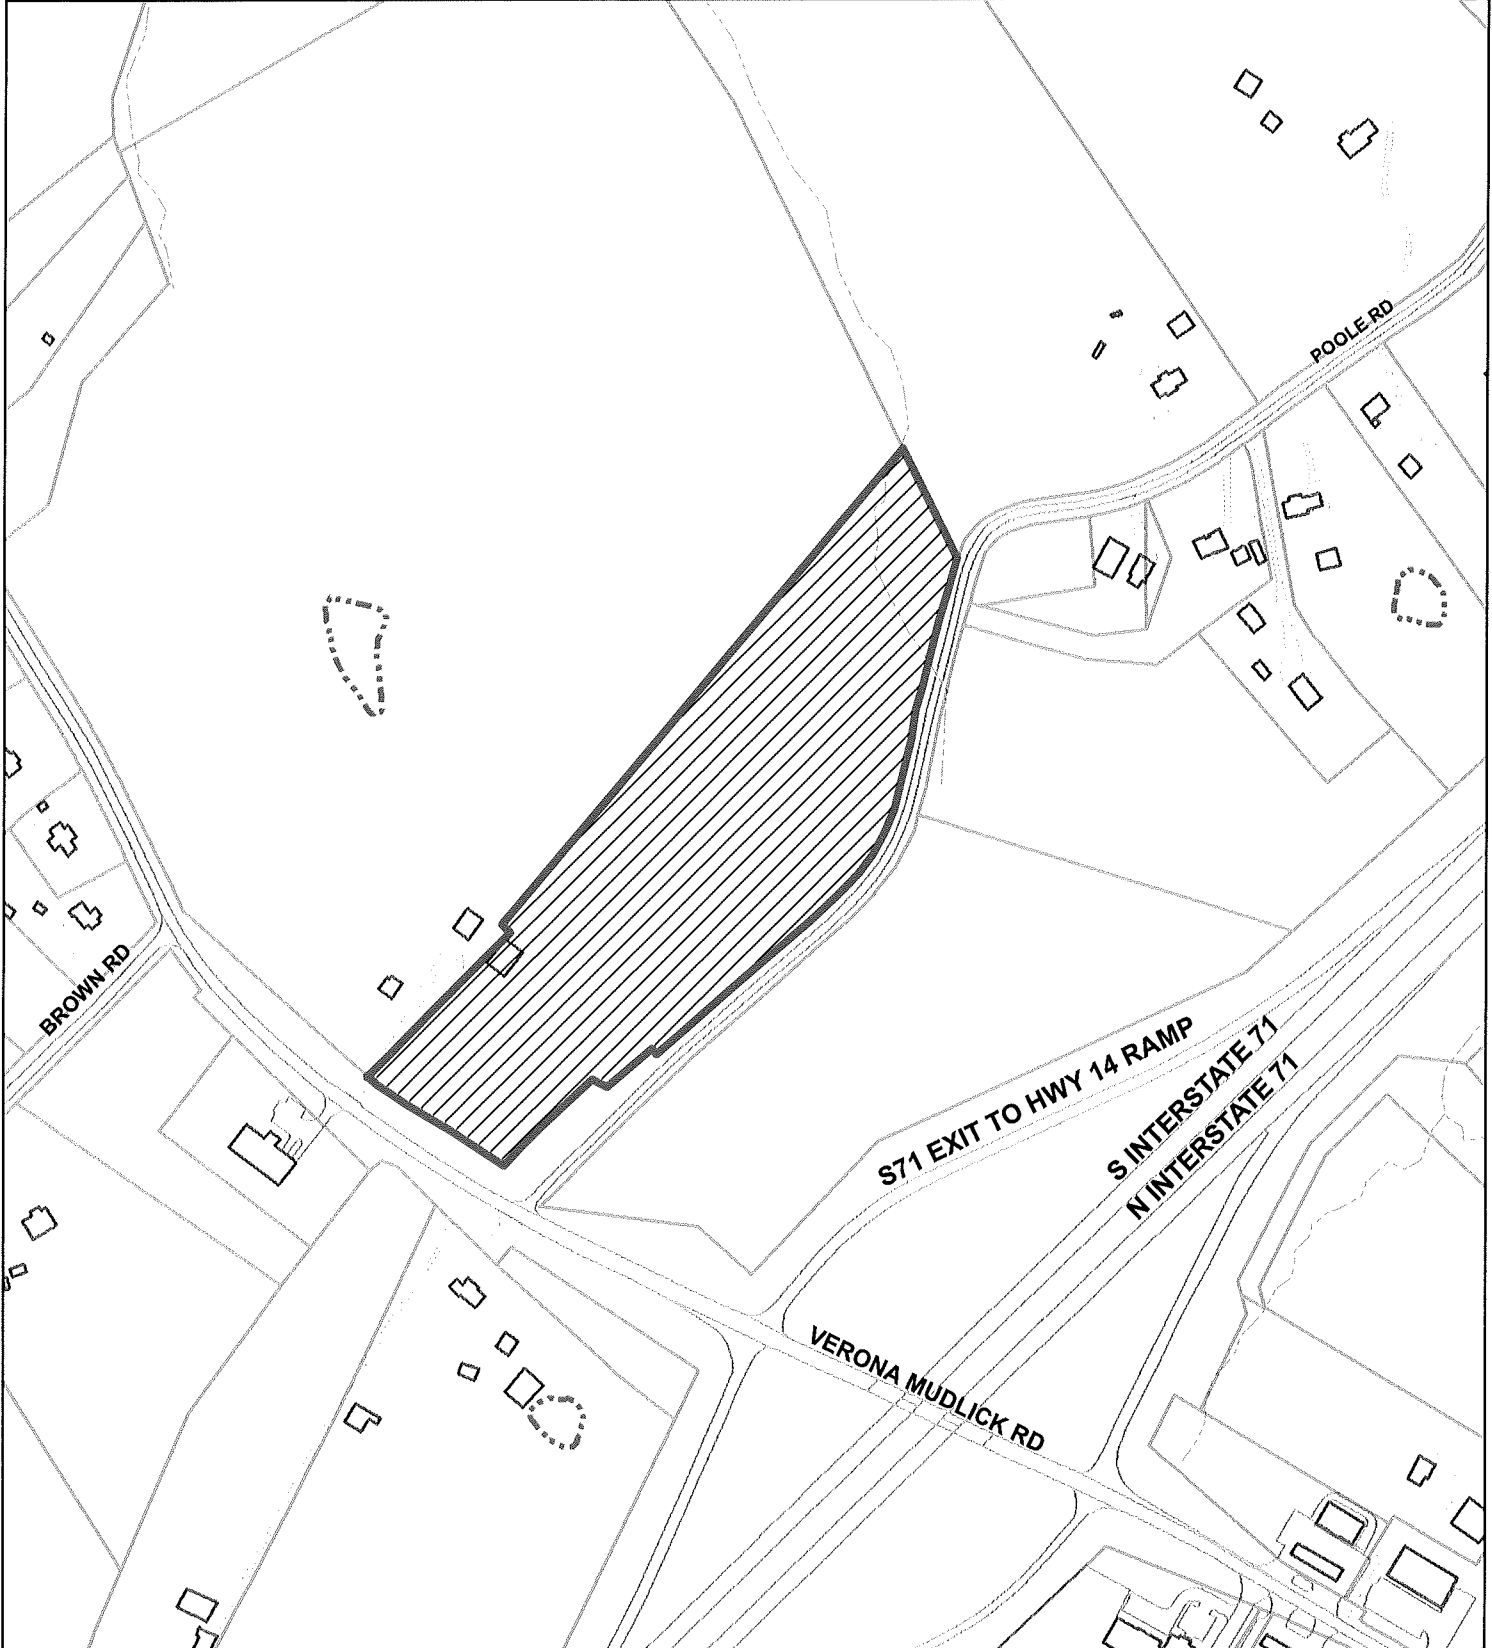 POOLE RD
BROWN RD
S71 EXIT TO HWY 14 RAMP
S INTERSTATE 71
N INTERSTATE 71
VERONA MUDLICK RD